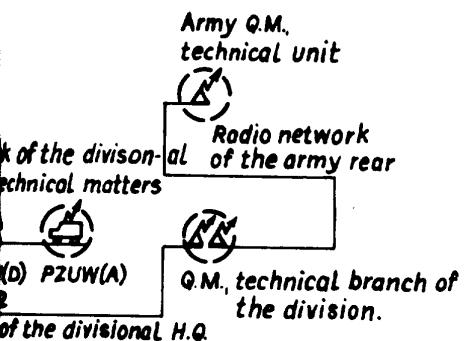 Army Q.M.,
technical unit
Radio network
of the army rear
k of the divison-al
echnical matters
(D) PZUW(A)
Q.M., technical branch of
the division.
of the divisional H.Q.